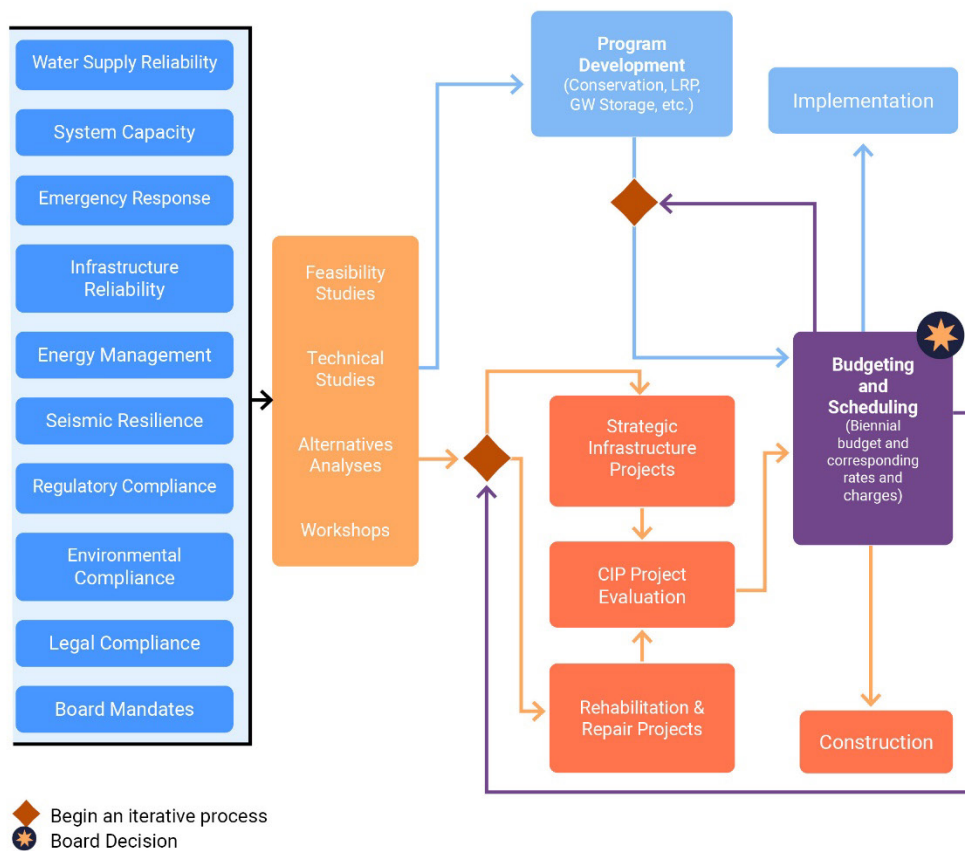 Water Supply Reliability
System Capacity
Emergency Response
Infrastructure
Reliability
Energy Management
Seismic Resilience
Regulatory Compliance
Environmental
Compliance
Legal Compliance
Board Mandates
Feasibility
Studies
Technical
Studies
Alternatives
Analyses
Workshops
Program
Development
(Conservation, LRP,
GW Storage, etc.)
Strategic
Infrastructure
Projects
CIP Project
Evaluation
Rehabilitation &
Repair Projects
Implementation
Budgeting
and
Scheduling
(Biennial
budget and
corresponding
rates and
charges)
Construction
Begin an iterative process
Board Decision